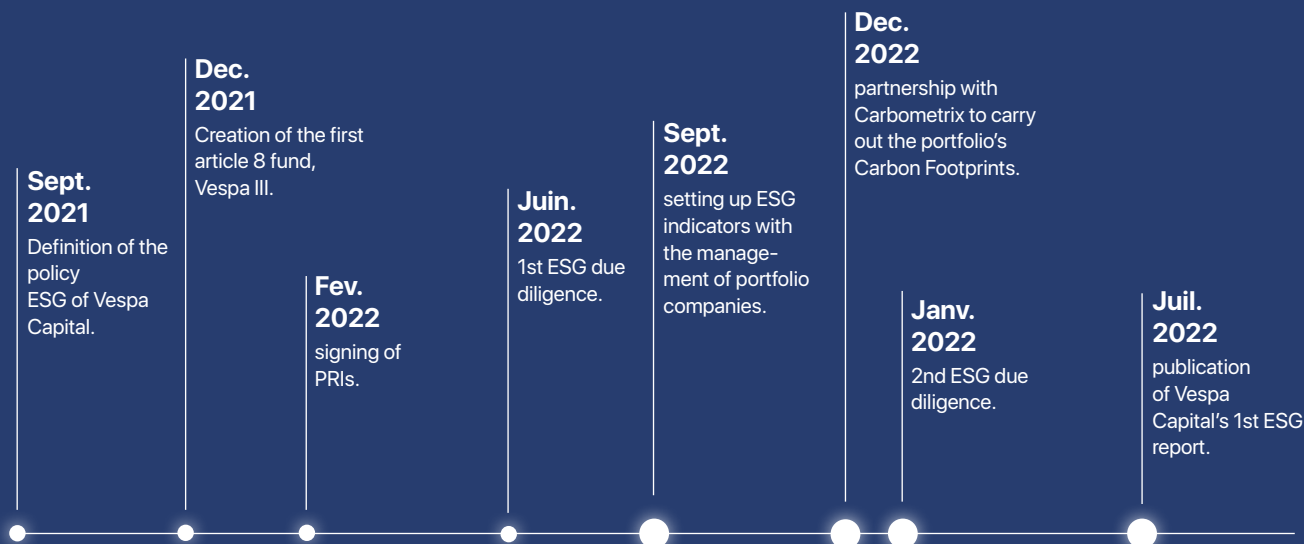 Sept.
2021
Definition of the
policy
ESG of Vespa
Capital.
Dec.
2021
Creation of the first
article 8 fund,
Vespa III.
Fev.
2022
signing of
PRIs.
Juin.
2022
1st ESG due
diligence.
Sept.
2022
setting up ESG
indicators with
the manage-
ment of portfolio
companies.
Dec.
2022
partnership with
Carbometrix to carry
out the portfolio’s
Carbon Footprints.
Janv.
2022
2nd ESG due
diligence.
Juil.
2022
publication
of Vespa
Capital’s 1st ESG
report.